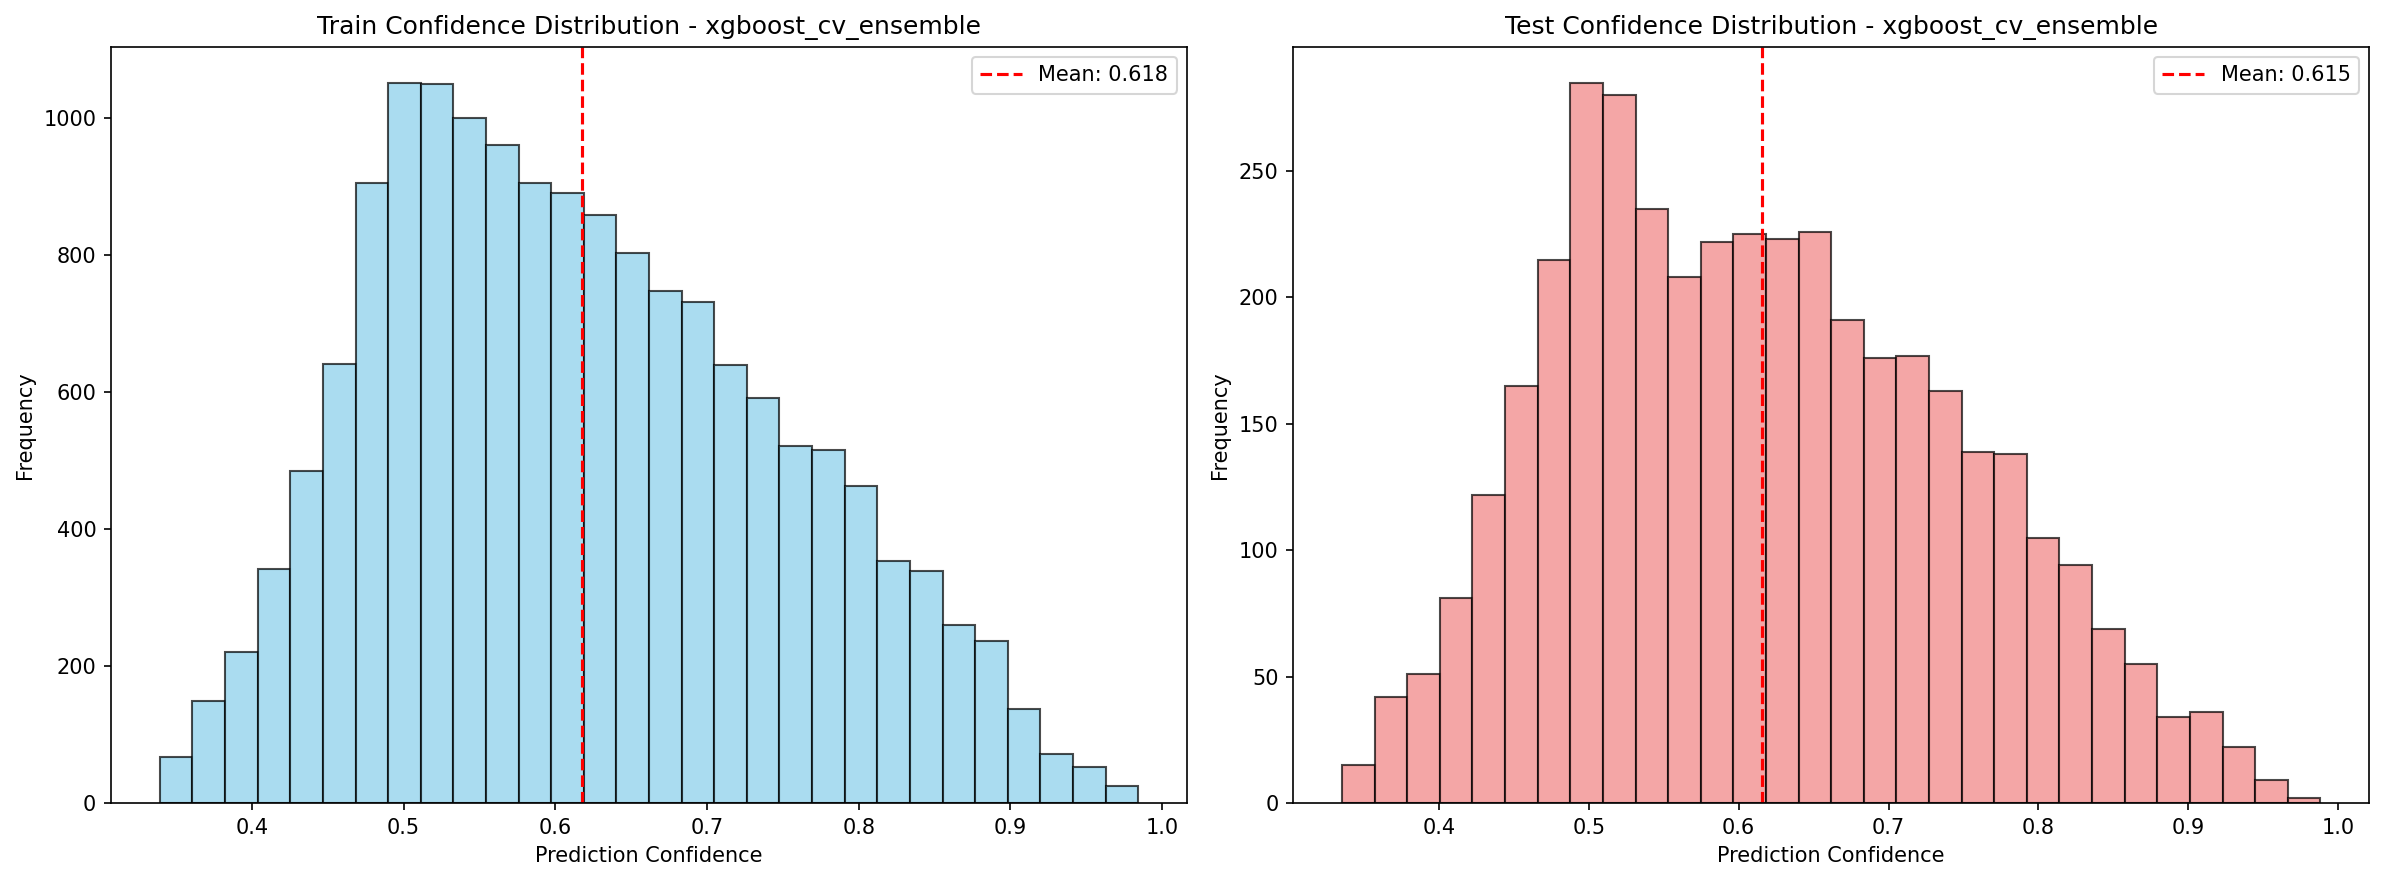 Train Confidence Distribution - xgboost_cv_ensemble
Mean: 0.618
1000
800
600
400
200
0
Frequency
0.4 0.5 0.6 0.7 0.8 0.9 1.0
Prediction Confidence
Test Confidence Distribution - xgboost_cv_ensemble
Mean: 0.615
250
200
150
100
50
0
Frequency
0.4 0.5 0.6 0.7 0.8 0.9 1.0
Prediction Confidence